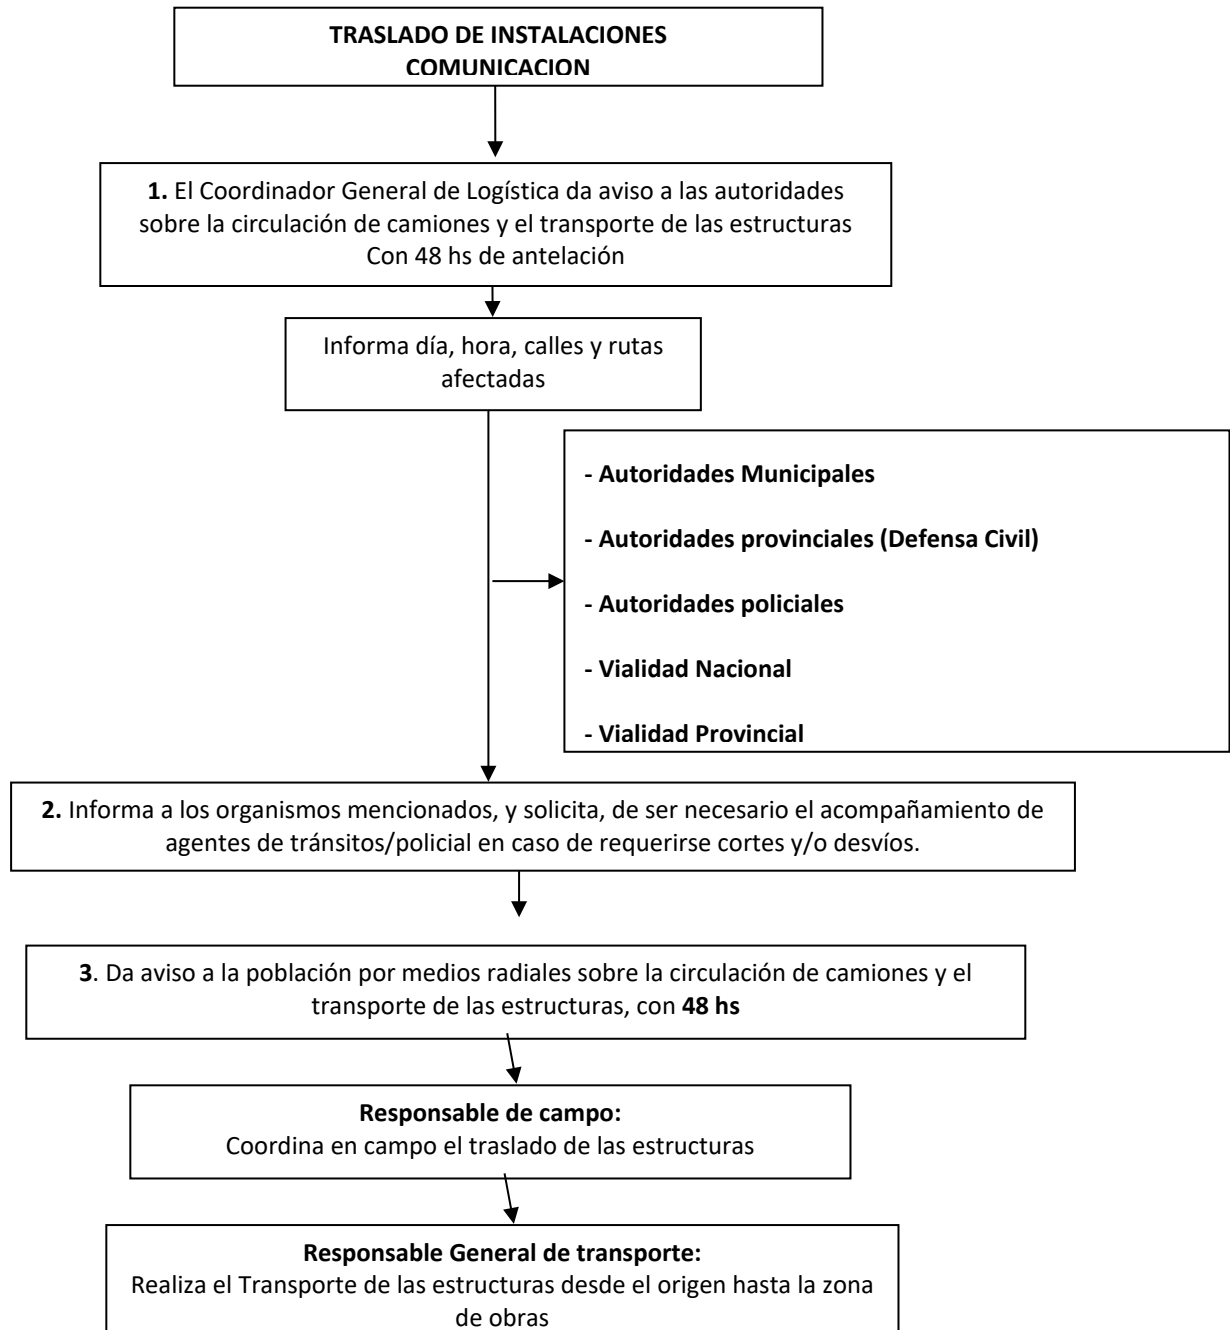 TRASLADO DE INSTALACIONES
COMUNICACION
1. El Coordinador General de Logística da aviso a las autoridades
sobre la circulación de camiones y el transporte de las estructuras
Con 48 hs de antelación
Informa día, hora, calles y rutas
afectadas
- Autoridades Municipales
- Autoridades provinciales (Defensa Civil)
- Autoridades policiales
- Vialidad Nacional
- Vialidad Provincial
2. Informa a los organismos mencionados, y solicita, de ser necesario el acompañamiento de
agentes de tránsitos/policial en caso de requerirse cortes y/o desvíos.
3. Da aviso a la población por medios radiales sobre la circulación de camiones y el
transporte de las estructuras, con 48 hs
Responsable de campo:
Coordina en campo el traslado de las estructuras
Responsable General de transporte:
Realiza el Transporte de las estructuras desde el origen hasta la zona
de obras